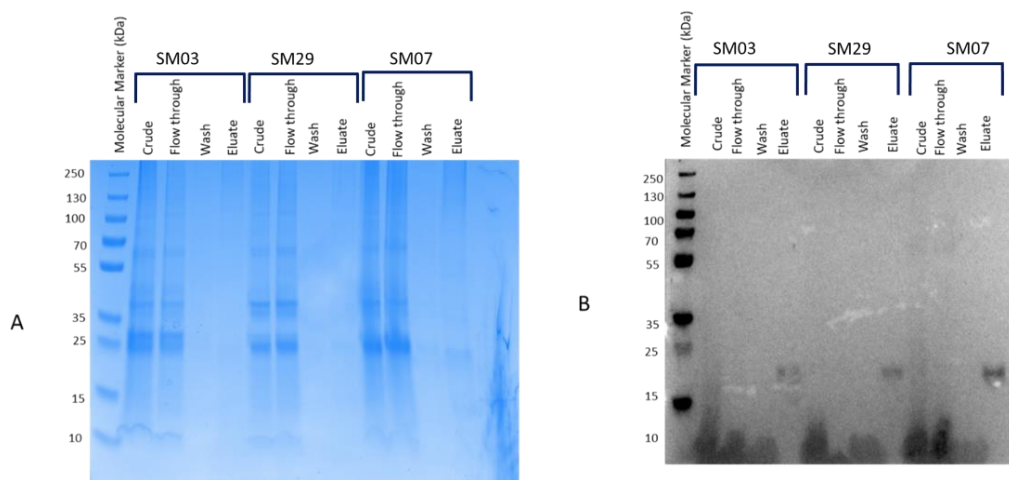 Molecular Marker (kDa)
SM03
SM29
SM07
Crude
Flow through
Wash
Eluate
Crude
Flow through
Wash
Eluate
Crude
Flow through
Wash
Eluate
250
130
100
70
55
35
25
15
10
A
Molecular Marker (kDa)
SM03
SM29
SM07
Crude
Flow through
Wash
Eluate
Crude
Flow through
Wash
Eluate
Crude
Flow through
Wash
Eluate
250
130
100
70
55
35
25
15
10
B